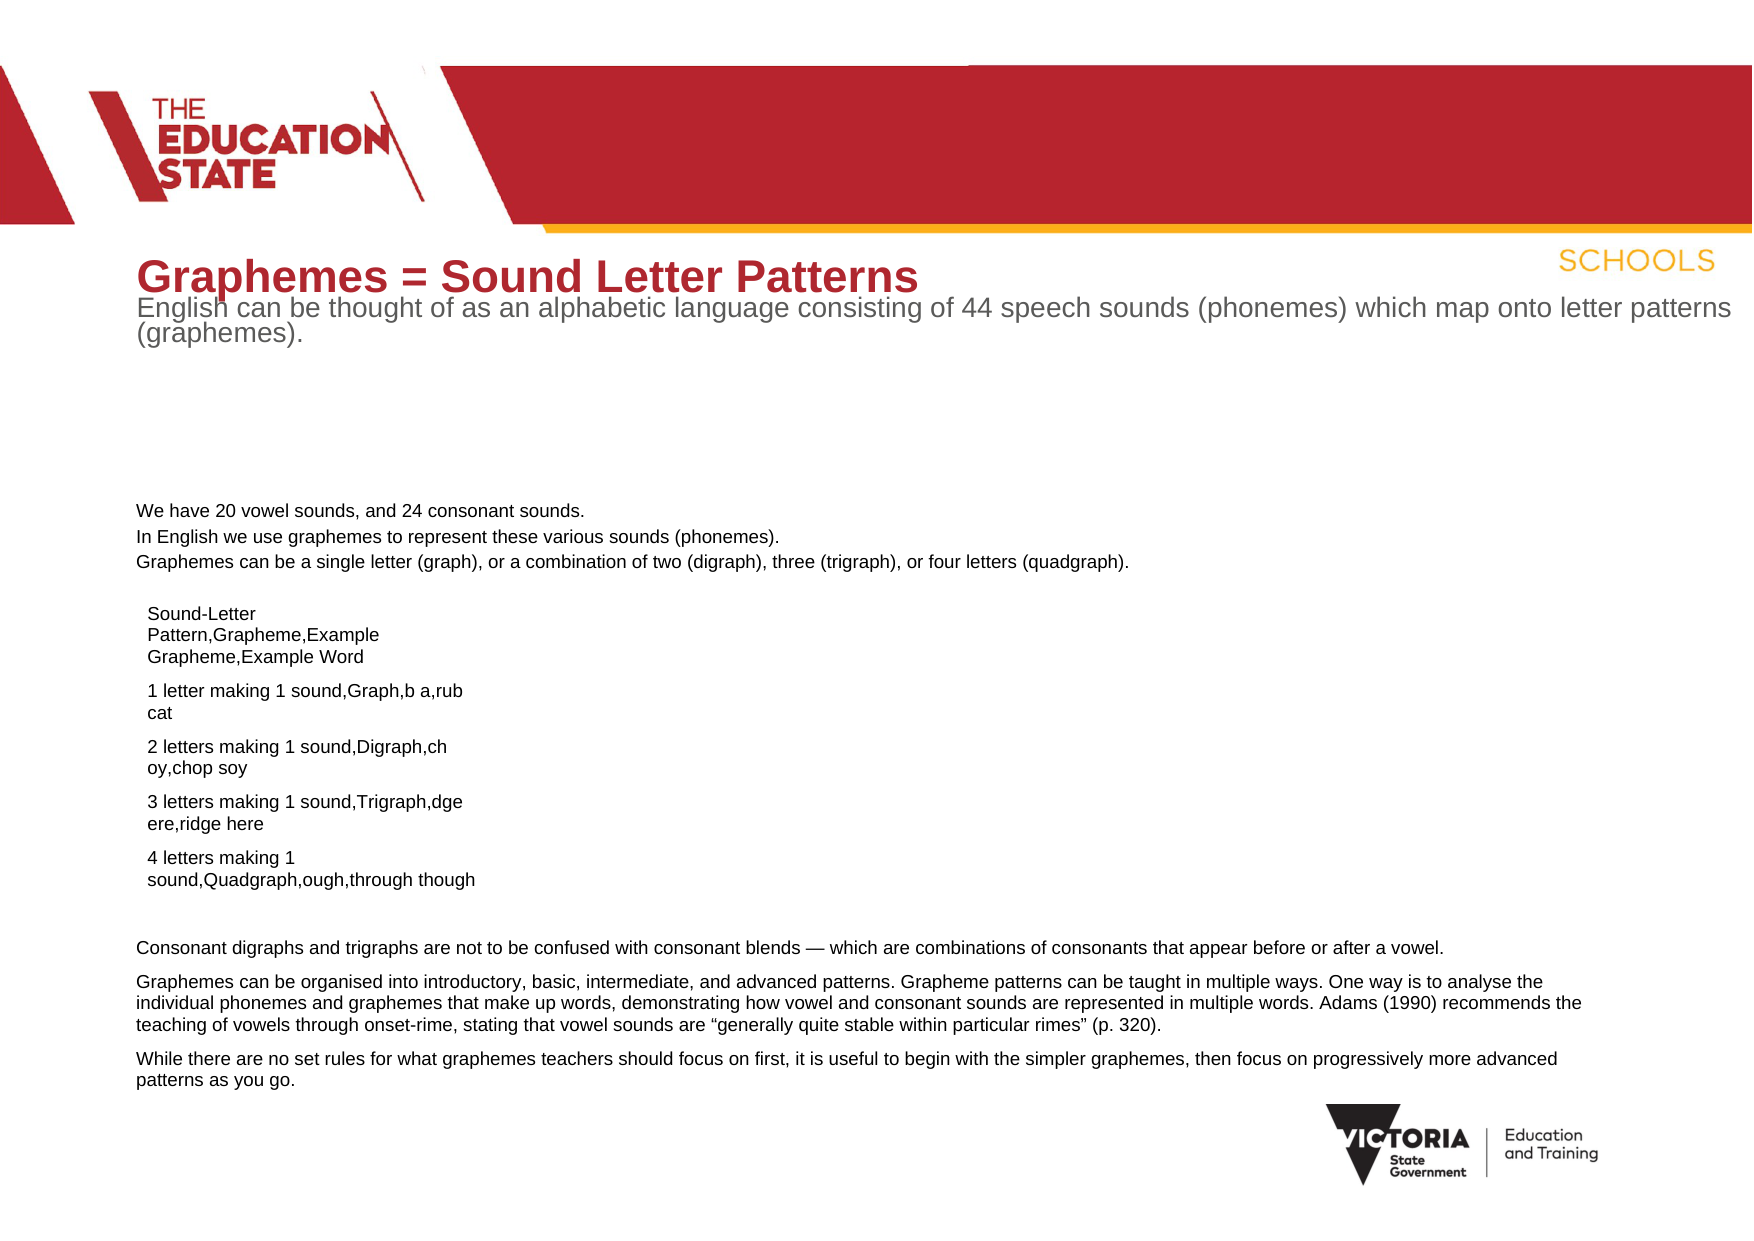 THE
EDUCATION
STATE
SCHOOLS
Graphemes = Sound Letter Patterns
English can be thought of as an alphabetic language consisting of 44 speech sounds (phonemes) which map onto letter patterns
(graphemes).
We have 20 vowel sounds, and 24 consonant sounds.
In English we use graphemes to represent these various sounds (phonemes).
Graphemes can be a single letter (graph), or a combination of two (digraph), three (trigraph), or four letters (quadgraph).
Sound-Letter
Pattern,Grapheme,Example
Grapheme,Example Word
1 letter making 1 sound,Graph,b a,rub
cat
2 letters making 1 sound,Digraph,ch
oy,chop soy
3 letters making 1 sound,Trigraph,dge
ere,ridge here
4 letters making 1
sound,Quadgraph,ough,through though
Consonant digraphs and trigraphs are not to be confused with consonant blends — which are combinations of consonants that appear before or after a vowel.
Graphemes can be organised into introductory, basic, intermediate, and advanced patterns. Grapheme patterns can be taught in multiple ways. One way is to analyse the
individual phonemes and graphemes that make up words, demonstrating how vowel and consonant sounds are represented in multiple words. Adams (1990) recommends the
teaching of vowels through onset-rime, stating that vowel sounds are “generally quite stable within particular rimes” (p. 320).
While there are no set rules for what graphemes teachers should focus on first, it is useful to begin with the simpler graphemes, then focus on progressively more advanced
patterns as you go.
VICTORIA
State
Government
Education
and Training